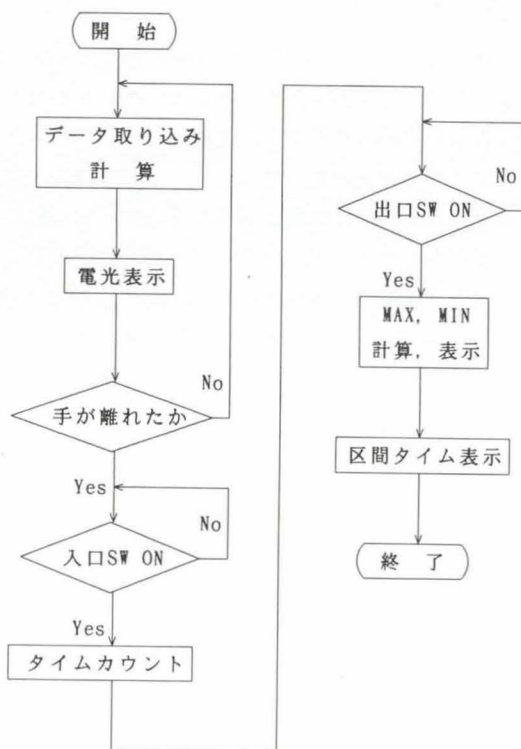 開 始
データ取り込み
計 算
電光表示
手が離れたか
No
Yes
入口SW ON
No
Yes
タイムカウント
出口SW ON
No
Yes
MAX, MIN
計算, 表示
区間タイム表示
終 了